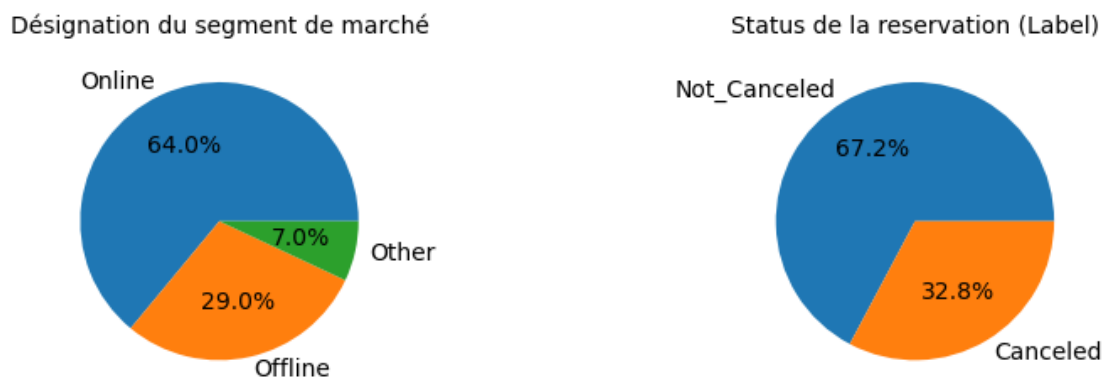 Désignation du segment de marché
Online
64.0%
7.0%
Other
29.0%
Offline
Status de la reservation (Label)
Not_Canceled
67.2%
32.8%
Canceled